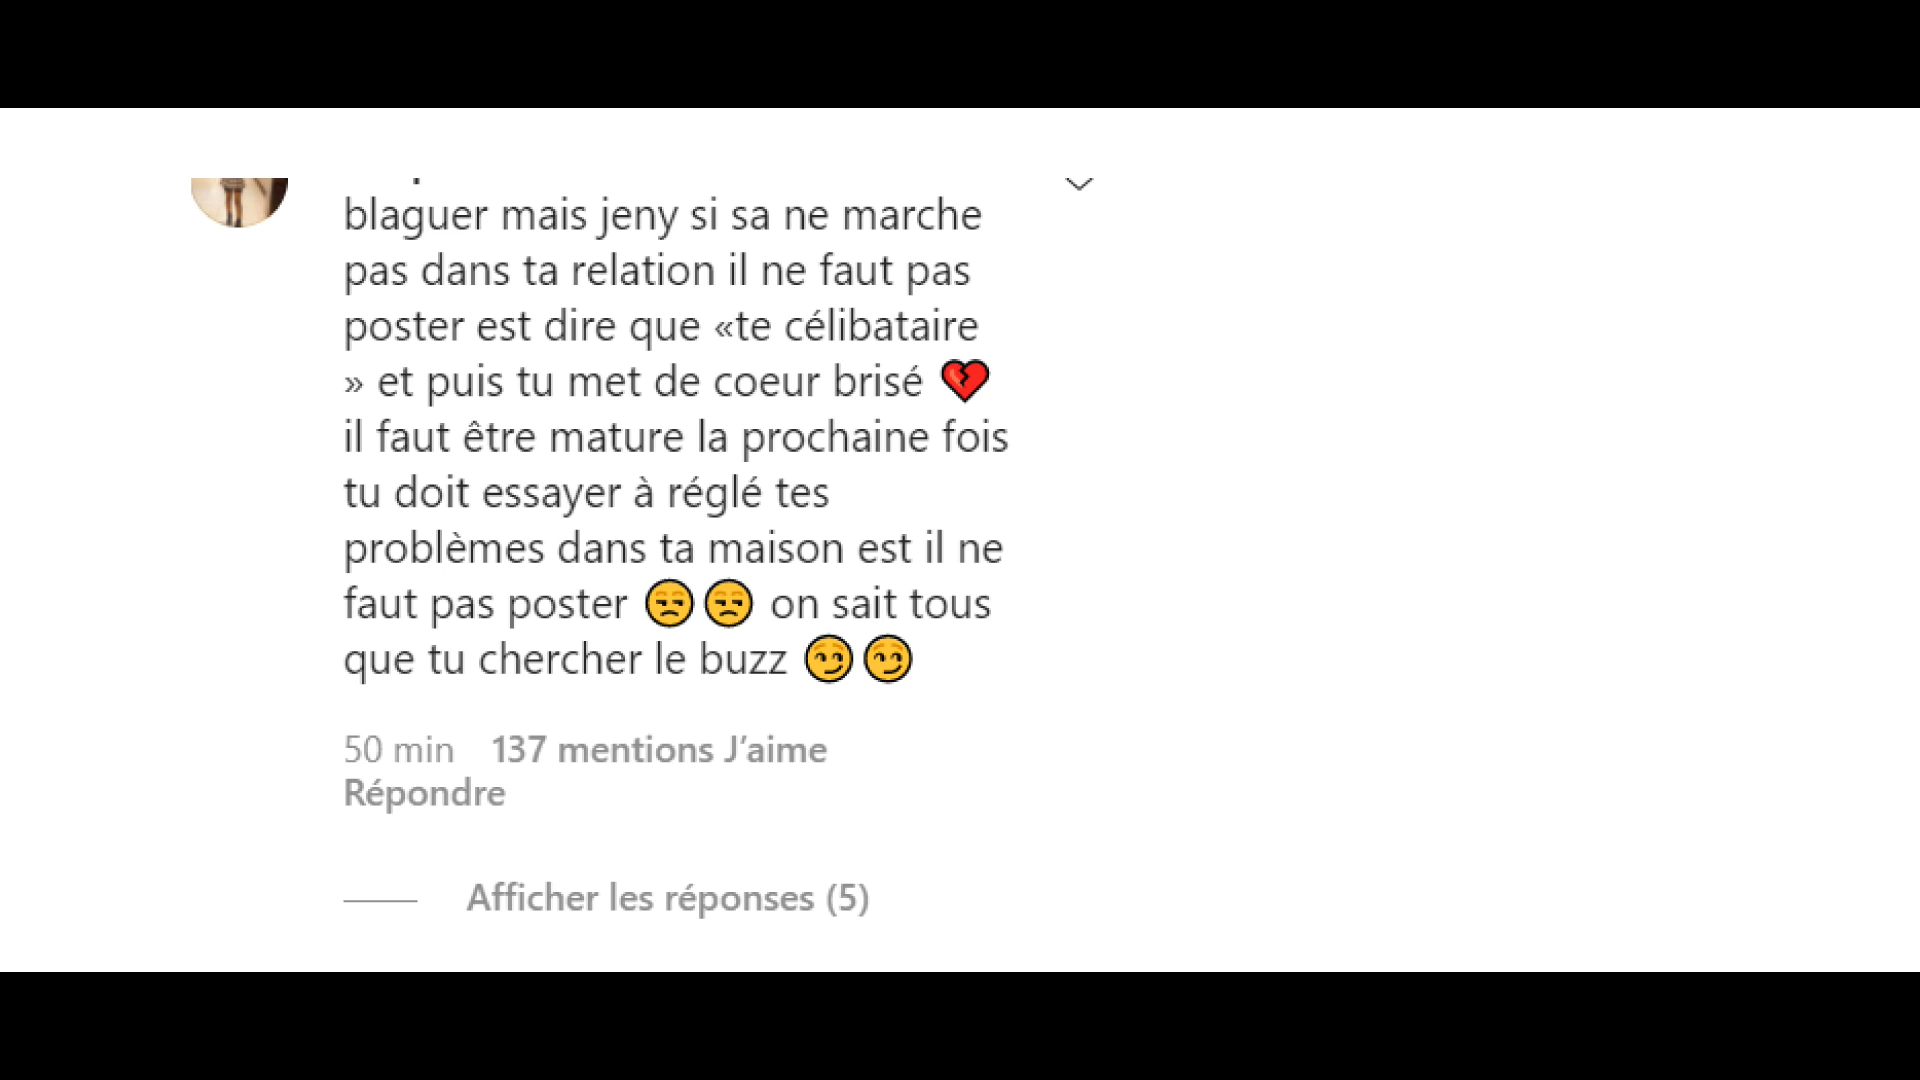 blaguer mais jeny si sa ne marche
pas dans ta relation il ne faut pas
poster est dire que «te célibataire
» et puis tu met de coeur brisé 💔
il faut être mature la prochaine fois
tu doit essayer à réglé tes
problèmes dans ta maison est il ne
faut pas poster 😒😒 on sait tous
que tu chercher le buzz 😏😏
50 min 137 mentions J’aime
Répondre
Afficher les réponses (5)